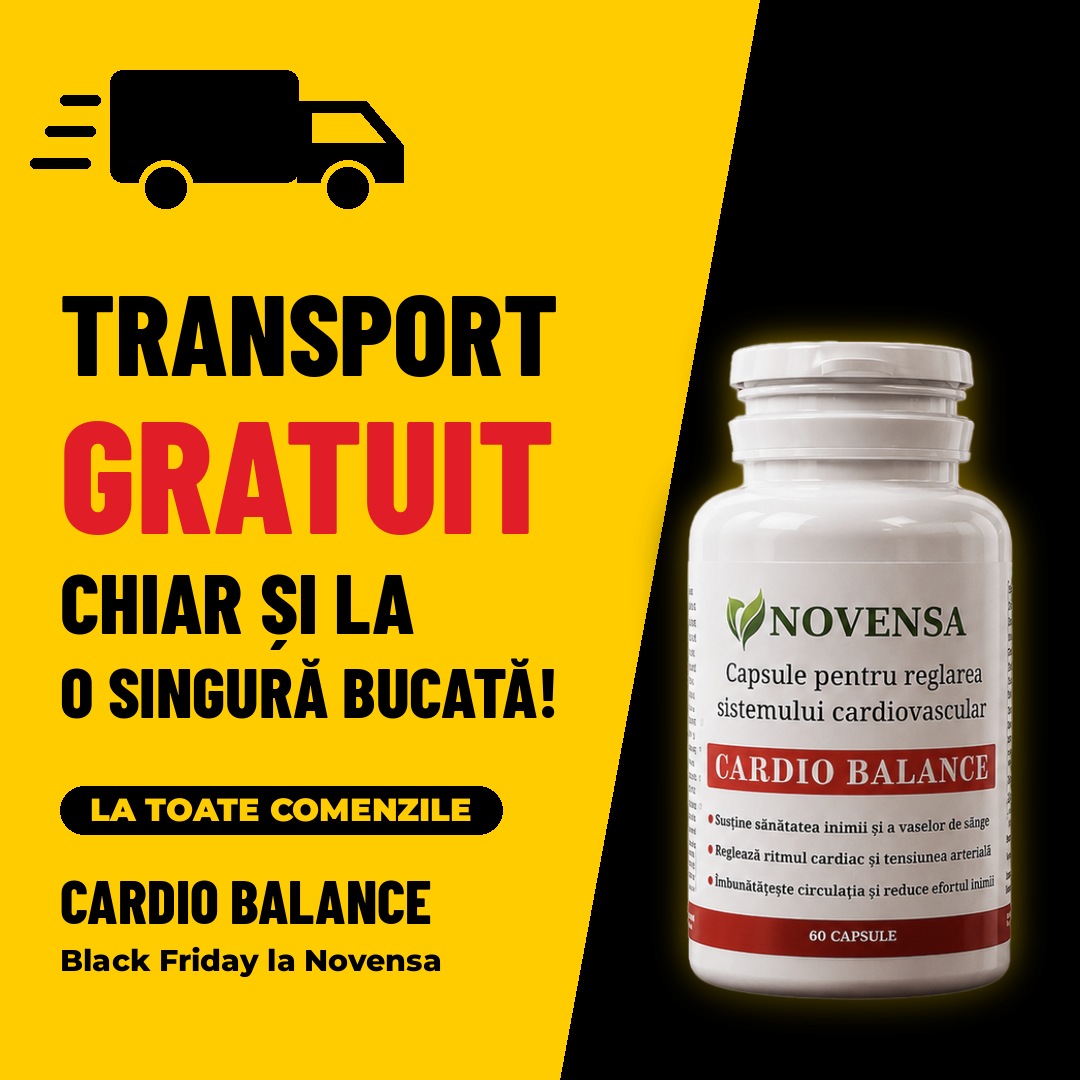 TRANSPORT
GRATUIT
CHIAR ȘI LA
O SINGURĂ BUCATĂ!
LA TOATE COMENZILE
CARDIO BALANCE
Black Friday la Novensa
NOVENSA
Capsule pentru reglarea
sistemului cardiovascular
CARDIO BALANCE
Susține sănătatea inimii și a vaselor de sânge
Reglează ritmul cardiac și tensiunea arterială
Îmbunătățește circulația și reduce efortul inimii
60 CAPSULE